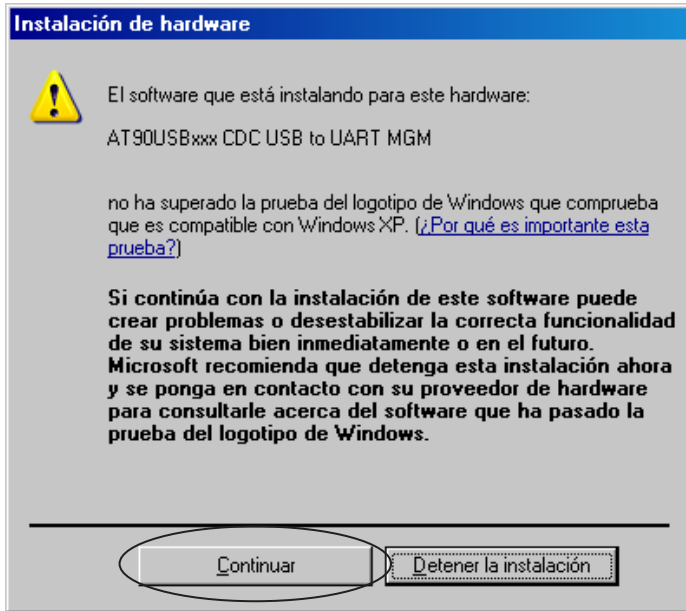 Instalación de hardware
El software que está instalando para este hardware:
AT90USBxxx CDC USB to UART MGM
no ha superado la prueba del logotipo de Windows que comprueba
que es compatible con Windows XP. (¿Por qué es importante esta
prueba?)
Si continúa con la instalación de este software puede
crear problemas o desestabilizar la correcta funcionalidad
de su sistema bien inmediatamente o en el futuro.
Microsoft recomienda que detenga esta instalación ahora
y se ponga en contacto con su proveedor de hardware
para consultarle acerca del software que ha pasado la
prueba del logotipo de Windows.
Continuar Detener la instalación